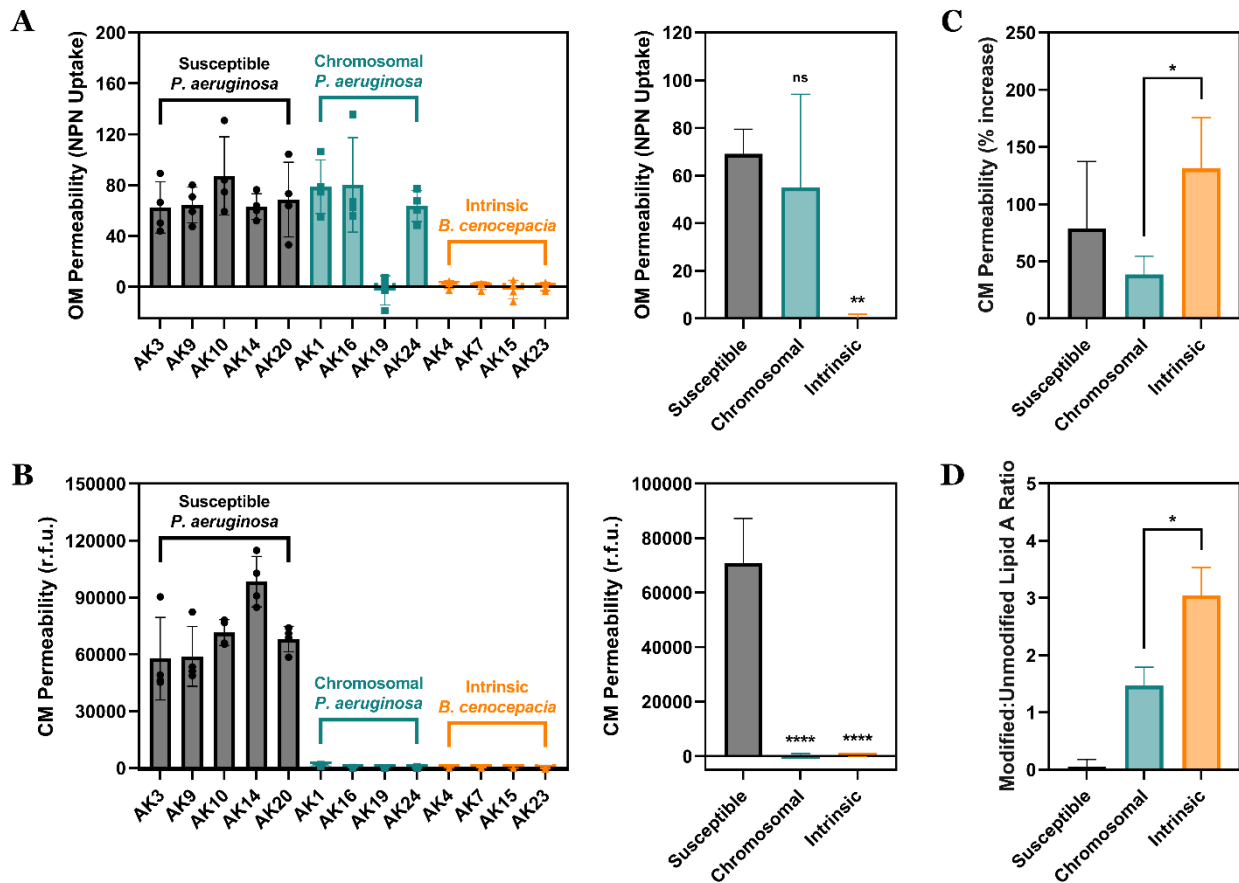 A
OM Permeability (NPN Uptake)
200
160
120
80
40
0
Susceptible
P. aeruginosa
Chromosomal
P. aeruginosa
Intrinsic
B. cenocepacia
AK3
AK9
AK10
AK14
AK20
AK1
AK16
AK19
AK24
AK4
AK7
AK15
AK23
OM Permeability (NPN Uptake)
120
100
80
60
40
20
0
ns
**
Susceptible
Chromosomal
Intrinsic
C
CM Permeability (% increase)
250
200
150
100
50
0
*
Susceptible
Chromosomal
Intrinsic
B
CM Permeability (r.f.u.)
150000
120000
90000
60000
30000
0
Susceptible
P. aeruginosa
Chromosomal
P. aeruginosa
Intrinsic
B. cenocepacia
AK3
AK9
AK10
AK14
AK20
AK1
AK16
AK19
AK24
AK4
AK7
AK15
AK23
CM Permeability (r.f.u.)
100000
80000
60000
40000
20000
0
****
****
Susceptible
Chromosomal
Intrinsic
D
Modified:Unmodified Lipid A Ratio
5
4
3
2
1
0
*
Susceptible
Chromosomal
Intrinsic